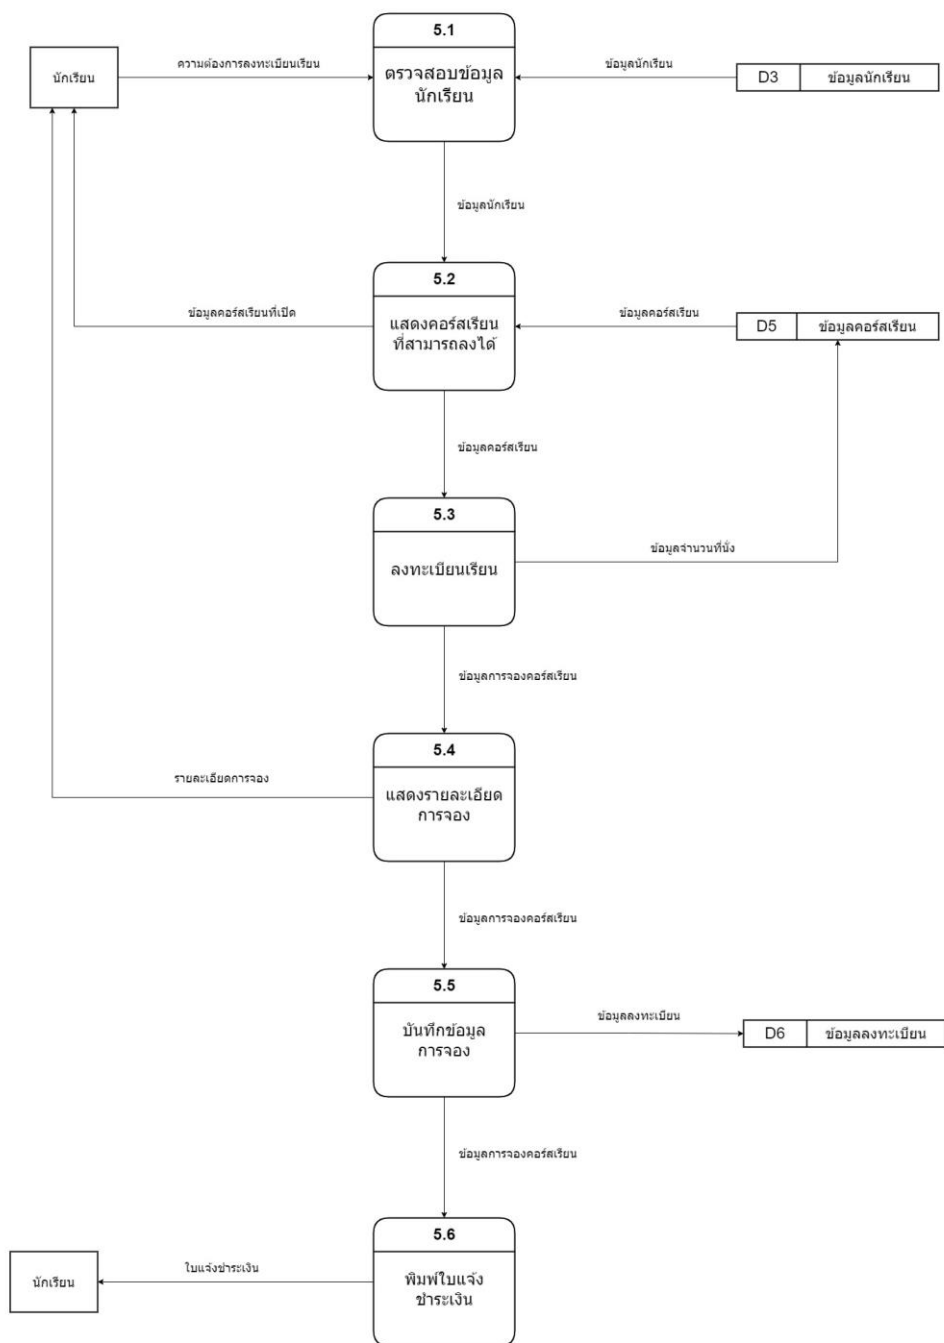 5.1
นักเรียน
ความต้องการลงทะเบียนเรียน
ตรวจสอบข้อมูล
นักเรียน
ข้อมูลนักเรียน
D3
ข้อมูลนักเรียน
ข้อมูลนักเรียน
5.2
ข้อมูลคอร์สเรียนที่เปิด
แสดงคอร์สเรียน
ที่สามารถลงได้
ข้อมูลคอร์สเรียน
D5
ข้อมูลคอร์สเรียน
ข้อมูลคอร์สเรียน
5.3
ลงทะเบียนเรียน
ข้อมูลจำนวนที่นั่ง
ข้อมูลการจองคอร์สเรียน
5.4
รายละเอียดการจอง
แสดงรายละเอียด
การจอง
ข้อมูลการจองคอร์สเรียน
5.5
บันทึกข้อมูล
การจอง
ข้อมูลลงทะเบียน
D6
ข้อมูลลงทะเบียน
ข้อมูลการจองคอร์สเรียน
5.6
นักเรียน
ใบแจ้งชำระเงิน
พิมพ์ใบแจ้ง
ชำระเงิน